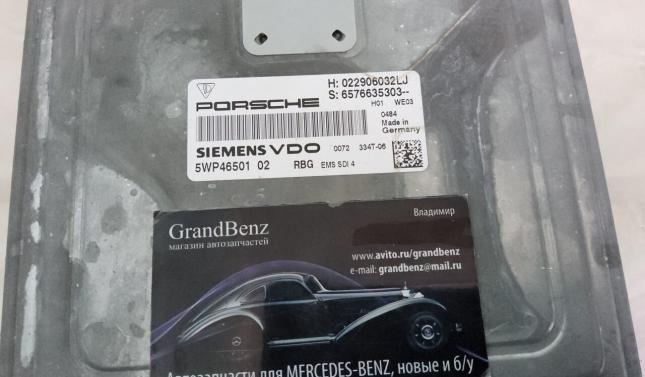 H: 022906032LJ
PORSCHE S: 6576635303--
H01 WE03
0484
Made in
Germany
SIEMENS VDO 0072 334T-06
5WP46501 02 RBG EMS SDI 4
Владимир
GrandBenz
магазин автозапчастей
www.avito.ru/grandbenz
e-mail: grandbenz@mail.ru
Автозапчасти для MERCEDES-BENZ, новые и б/у